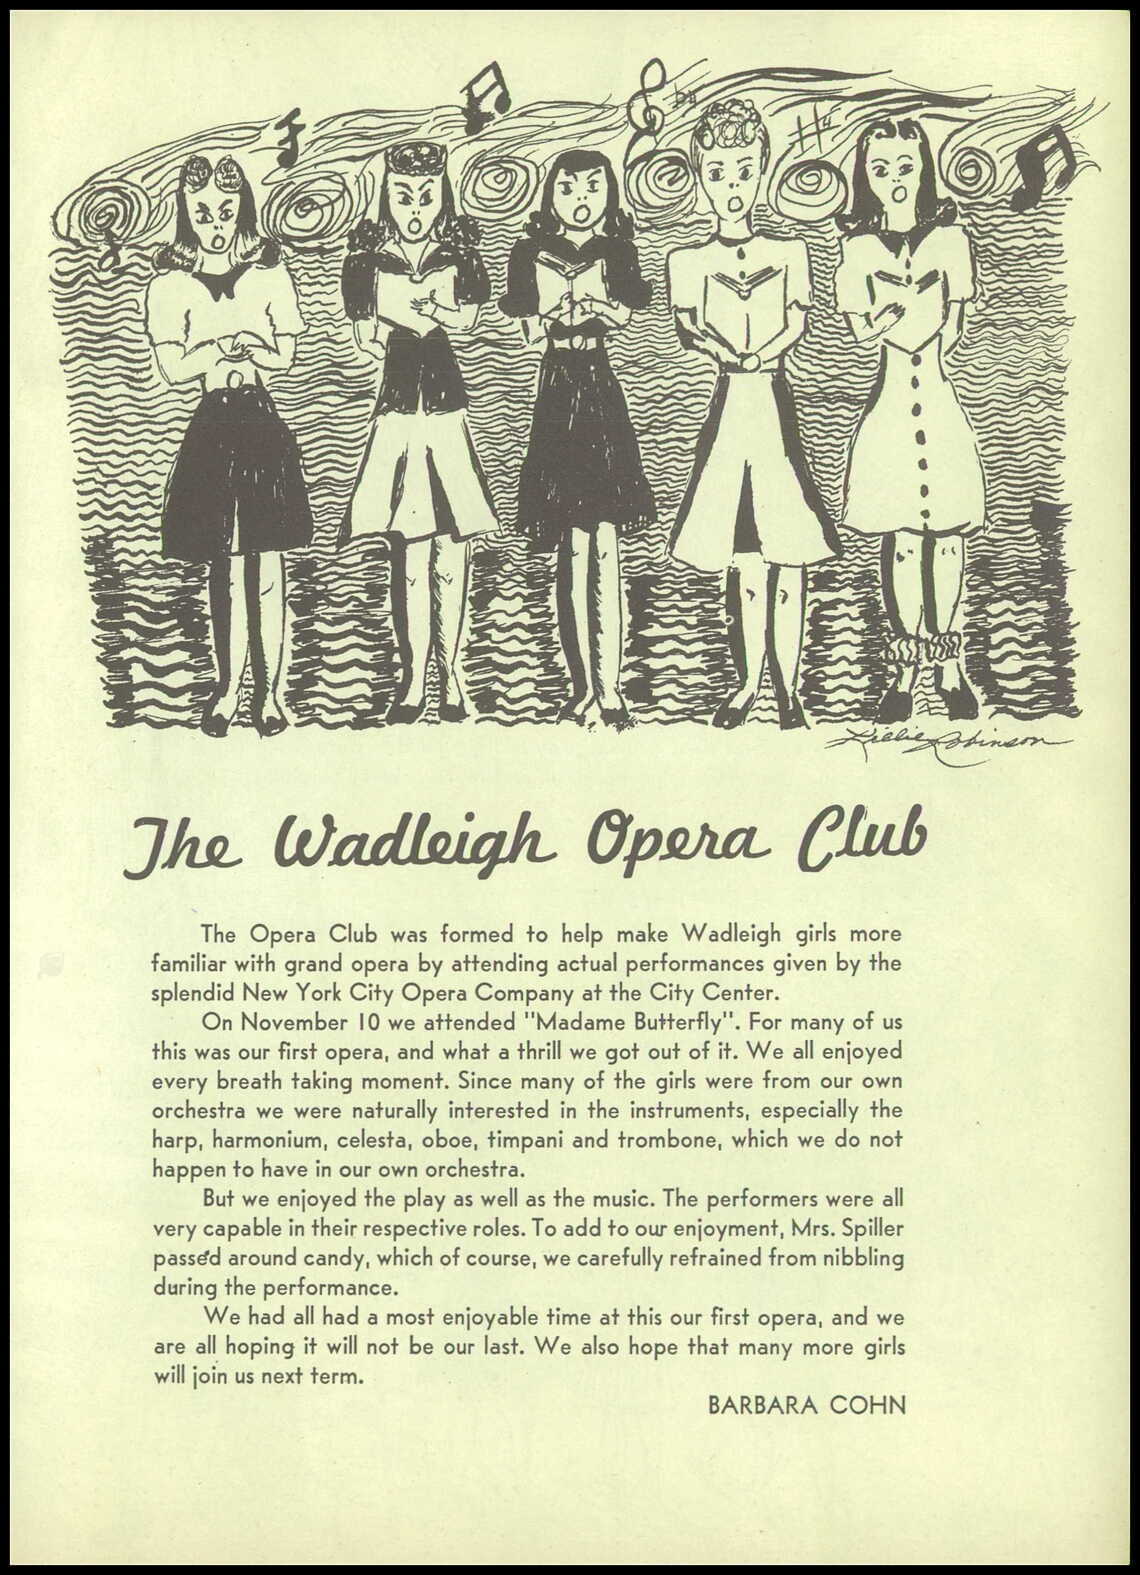 Lillie Robinson
The Wadleigh Opera Club
The Opera Club was formed to help make Wadleigh girls more
familiar with grand opera by attending actual performances given by the
splendid New York City Opera Company at the City Center.
On November 10 we attended "Madame Butterfly". For many of us
this was our first opera, and what a thrill we got out of it. We all enjoyed
every breath taking moment. Since many of the girls were from our own
orchestra we were naturally interested in the instruments, especially the
harp, harmonium, celesta, oboe, timpani and trombone, which we do not
happen to have in our own orchestra.
But we enjoyed the play as well as the music. The performers were all
very capable in their respective roles. To add to our enjoyment, Mrs. Spiller
passe'd around candy, which of course, we carefully refrained from nibbling
during the performance.
We had all had a most enjoyable time at this our first opera, and we
are all hoping it will not be our last. We also hope that many more girls
will join us next term.
BARBARA COHN